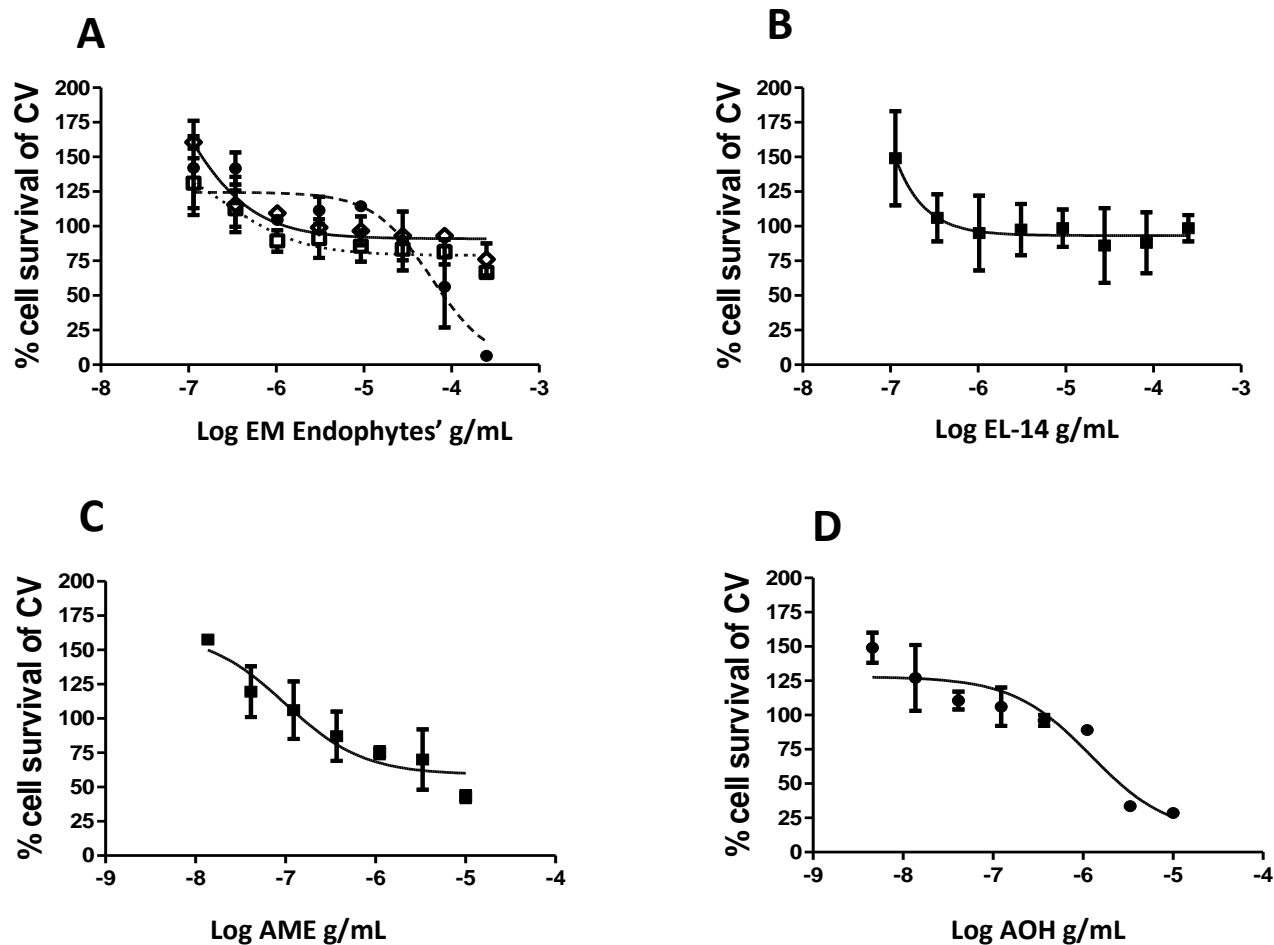 A
% cell survival of CV
200
175
150
125
100
75
50
25
0
-8 -7 -6 -5 -4 -3
Log EM Endophytes’ g/mL
B
% cell survival of CV
200
175
150
125
100
75
50
25
0
-8 -7 -6 -5 -4 -3
Log EL-14 g/mL
C
% cell survival of CV
200
175
150
125
100
75
50
25
0
-9 -8 -7 -6 -5 -4
Log AME g/mL
D
% cell survival of CV
200
175
150
125
100
75
50
25
0
-9 -8 -7 -6 -5 -4
Log AOH g/mL